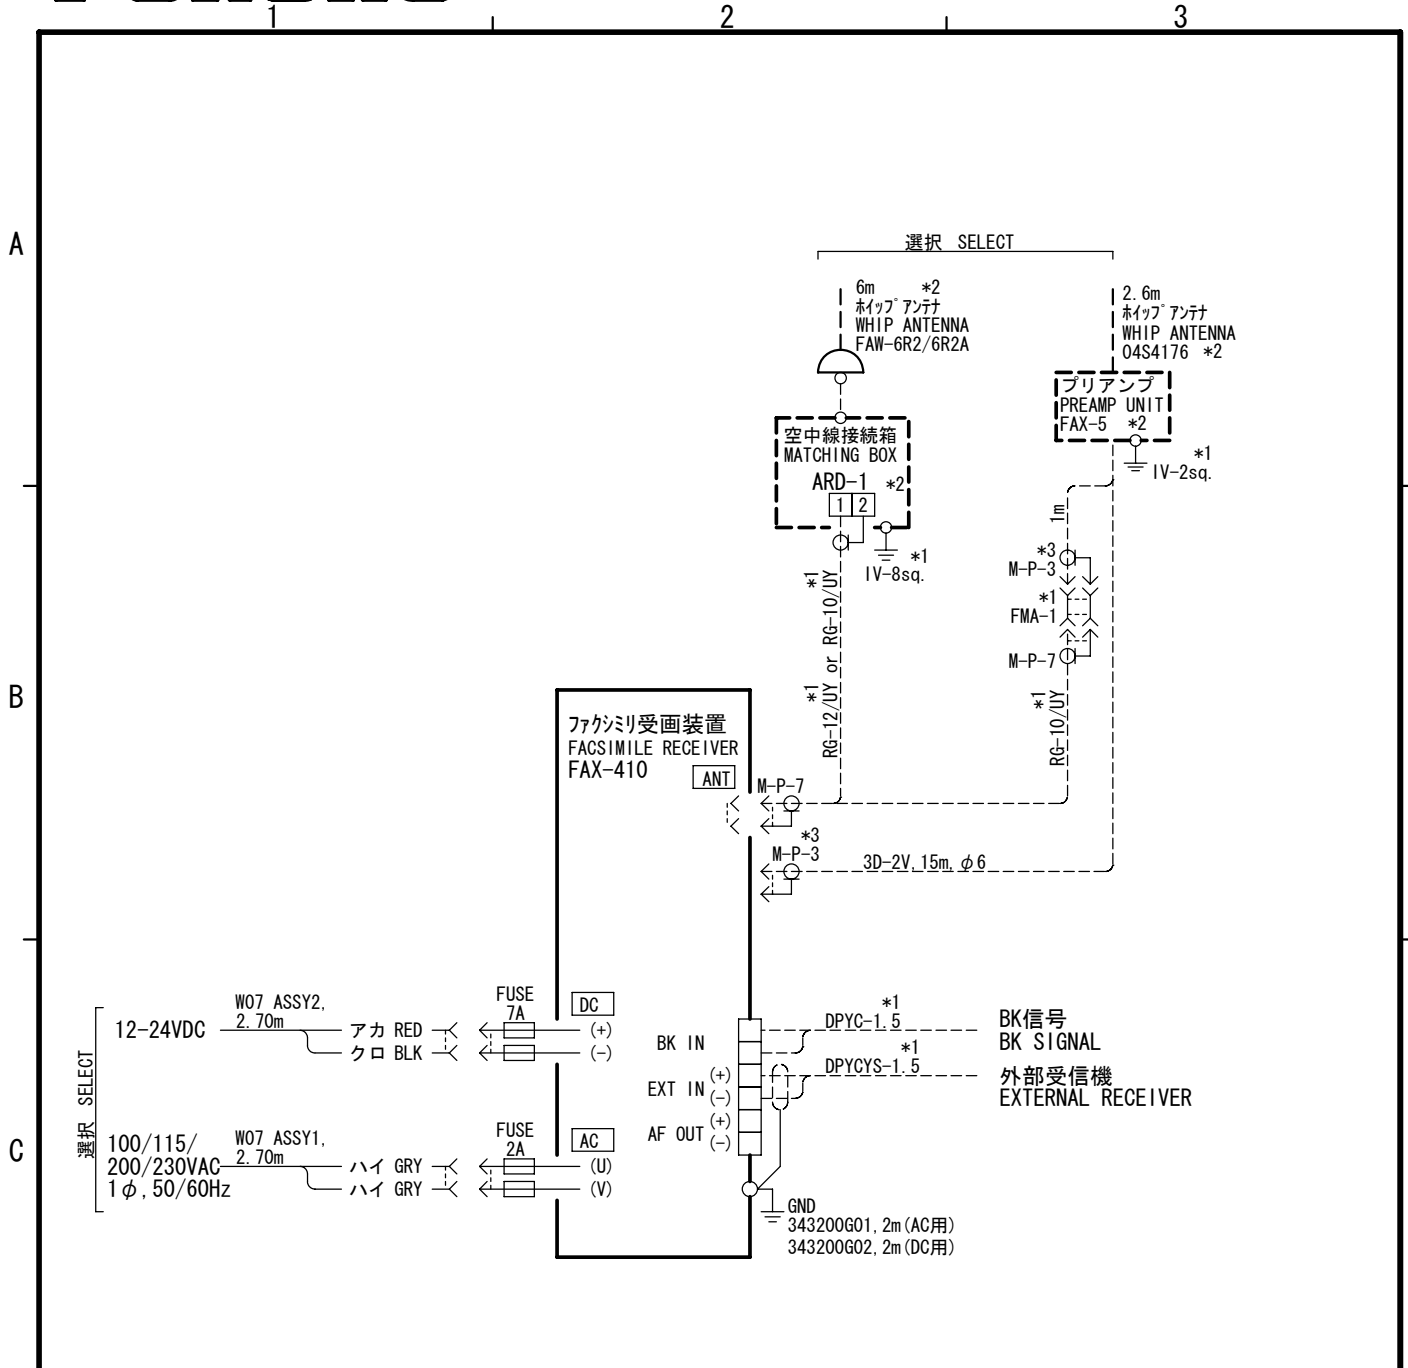 1
2
3
A
選択 SELECT
6m *2
ホイップアンテナ
WHIP ANTENNA
FAW-6R2/6R2A
2.6m
ホイップアンテナ
WHIP ANTENNA
04S4176 *2
プリアンプ
PREAMP UNIT
FAX-5 *2
*1
IV-2sq.
空中線接続箱
MATCHING BOX
ARD-1 *2
1 2
*1
IV-8sq.
1m
*3
M-P-3
*1
FMA-1
M-P-7
*1
RG-12/UY or RG-10/UY
*1
*1
RG-10/UY
B
ファクシミリ受画装置
FACSIMILE RECEIVER
FAX-410
ANT
M-P-7
*3
M-P-3
3D-2V,15m,φ6
C
選択 SELECT
12-24VDC
W07 ASSY2,
2.70m
アカ RED
クロ BLK
FUSE
7A
DC
(+)
(-)
100/115/
200/230VAC
1φ,50/60Hz
W07 ASSY1,
2.70m
ハイ GRY
ハイ GRY
FUSE
2A
AC
(U)
(V)
BK IN
EXT IN (+)
(-)
AF OUT (+)
(-)
*1
DPYC-1.5
BK信号
BK SIGNAL
*1
DPYCYS-1.5
外部受信機
EXTERNAL RECEIVER
GND
343200G01,2m(AC用)
343200G02,2m(DC用)